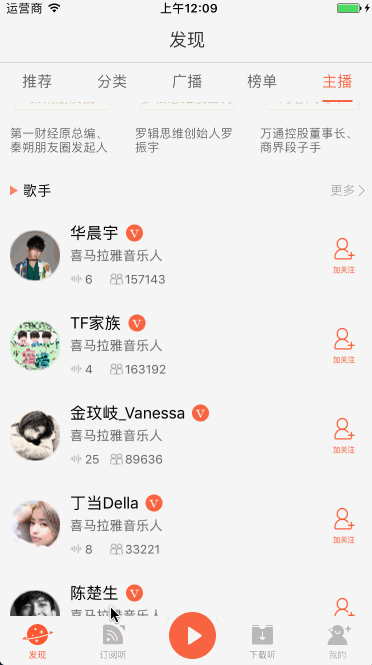 运营商 上午12:09
发现
推荐 分类 广播 榜单 主播
第一财经原总编、 罗辑思维创始人罗 万通控股董事长、
秦朔朋友圈发起人 振宇 商界段子手
歌手 更多
华晨宇 V
喜马拉雅音乐人
6 157143
加关注
TF家族 V
喜马拉雅音乐人
4 163192
加关注
金玟岐_Vanessa V
喜马拉雅音乐人
25 89636
加关注
丁当Della V
喜马拉雅音乐人
8 33221
加关注
陈楚生 V
喜马拉雅音乐人
发现 订阅听 下载听 我的